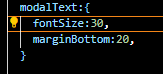 modalText:{
fontSize:30,
marginBottom:20,
}